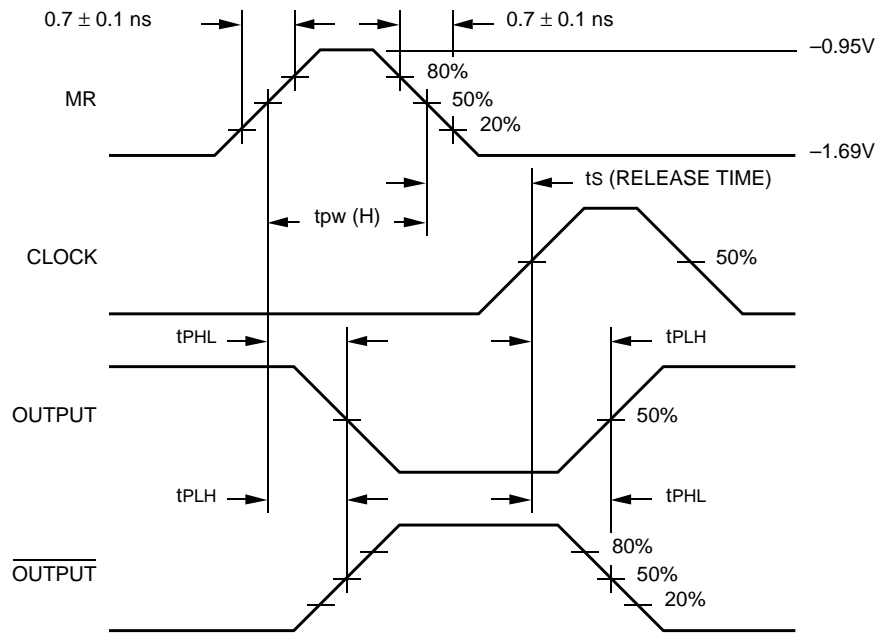 0.7 ± 0.1 ns
0.7 ± 0.1 ns
–0.95V
80%
MR
50%
20%
–1.69V
tS (RELEASE TIME)
tpw (H)
CLOCK
50%
tPHL
tPLH
OUTPUT
50%
tPLH
tPHL
80%
OUTPUT
50%
20%